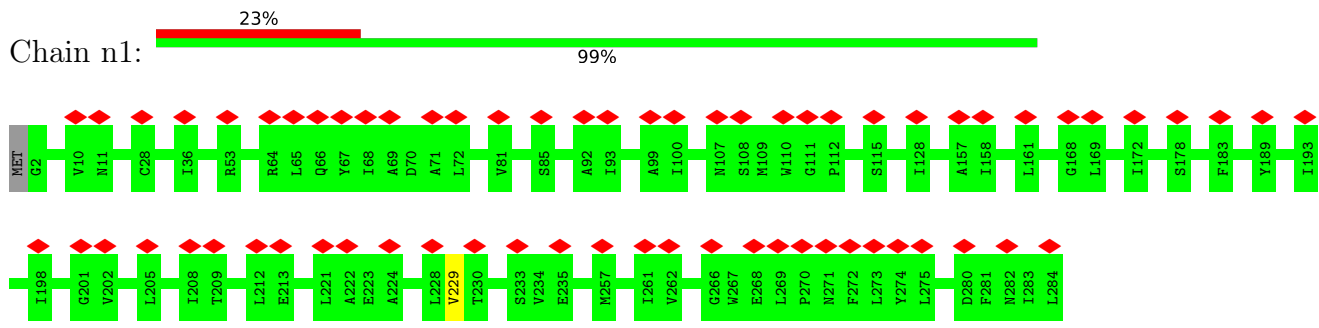 23%
Chain n1:
99%
MET G2 V10 N11 C28 I36 R53 R64 L65 Q66 Y67 I68 A69 D70 A71 L72 V81 S85 A92 I93 A99 I100 N107 S108 M109 W110 G111 P112 S115 I128 A157 I158 L161 G168 L169 I172 S178 F183 Y189 I193
I198 G201 V202 L205 I208 T209 L212 E213 L221 A222 E223 A224 L228 V229 T230 S233 V234 E235 M257 I261 V262 G266 W267 E268 L269 P270 N271 F272 L273 Y274 L275 D280 F281 N282 I283 L284